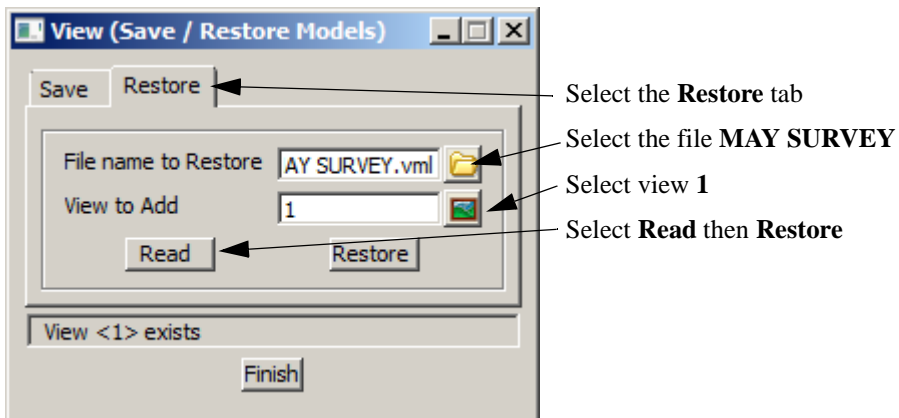 View (Save / Restore Models)
Save Restore
Select the Restore tab
Select the file MAY SURVEY
File name to Restore AY SURVEY.vml
Select view 1
View to Add 1
Select Read then Restore
Read Restore
View <1> exists
Finish